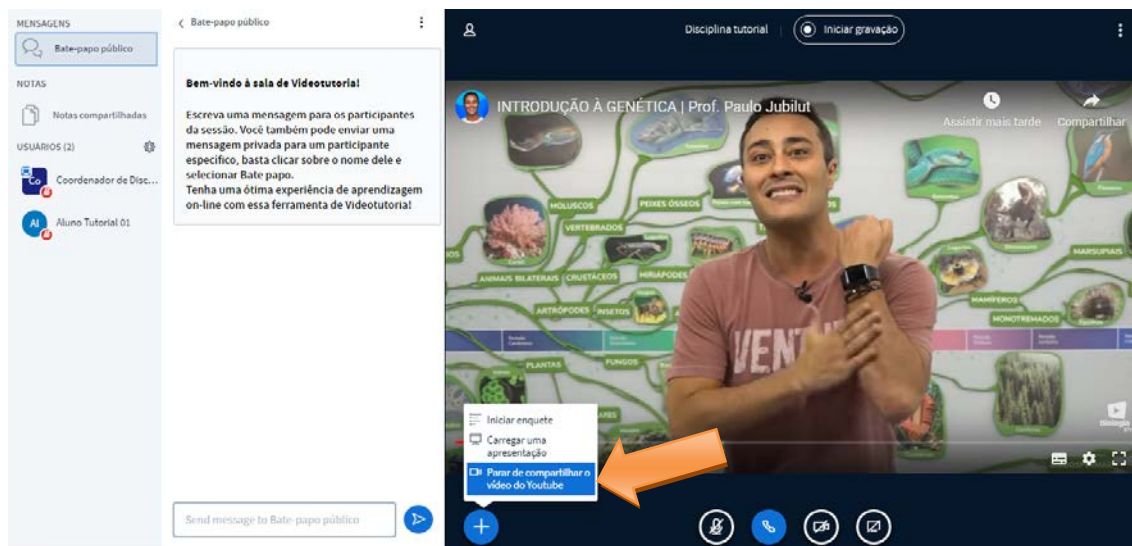 MENSAGENS
Bate-papo público
NOTAS
Notas compartilhadas
USUÁRIOS (2)
Co
Coordenador de Disc...
Al
Aluno Tutorial 01
Bate-papo público
Bem-vindo à sala de Videotutoria!
Escreva uma mensagem para os participantes
da sessão. Você também pode enviar uma
mensagem privada para um participante
específico, basta clicar sobre o nome dele e
selecionar Bate papo.
Tenha uma ótima experiência de aprendizagem
on-line com essa ferramenta de Videotutoria!
Send message to Bate-papo público
Disciplina tutorial
Iniciar gravação
INTRODUÇÃO À GENÉTICA | Prof. Paulo Jubilut
Assistir mais tarde
Compartilhar
MOLUSCOS
PEIXES ÓSSEOS
VERTEBRADOS
ANIMAIS BILATERAIS
CRUSTÁCEOS
MIRIÁPODES
ARTRÓPODES
INSETOS
MARSUPIAIS
MAMÍFEROS
MONOTREMADOS
PLANTAS
FUNGOS
VENTU
Iniciar enquete
Carregar uma
apresentação
Parar de compartilhar o
vídeo do Youtube